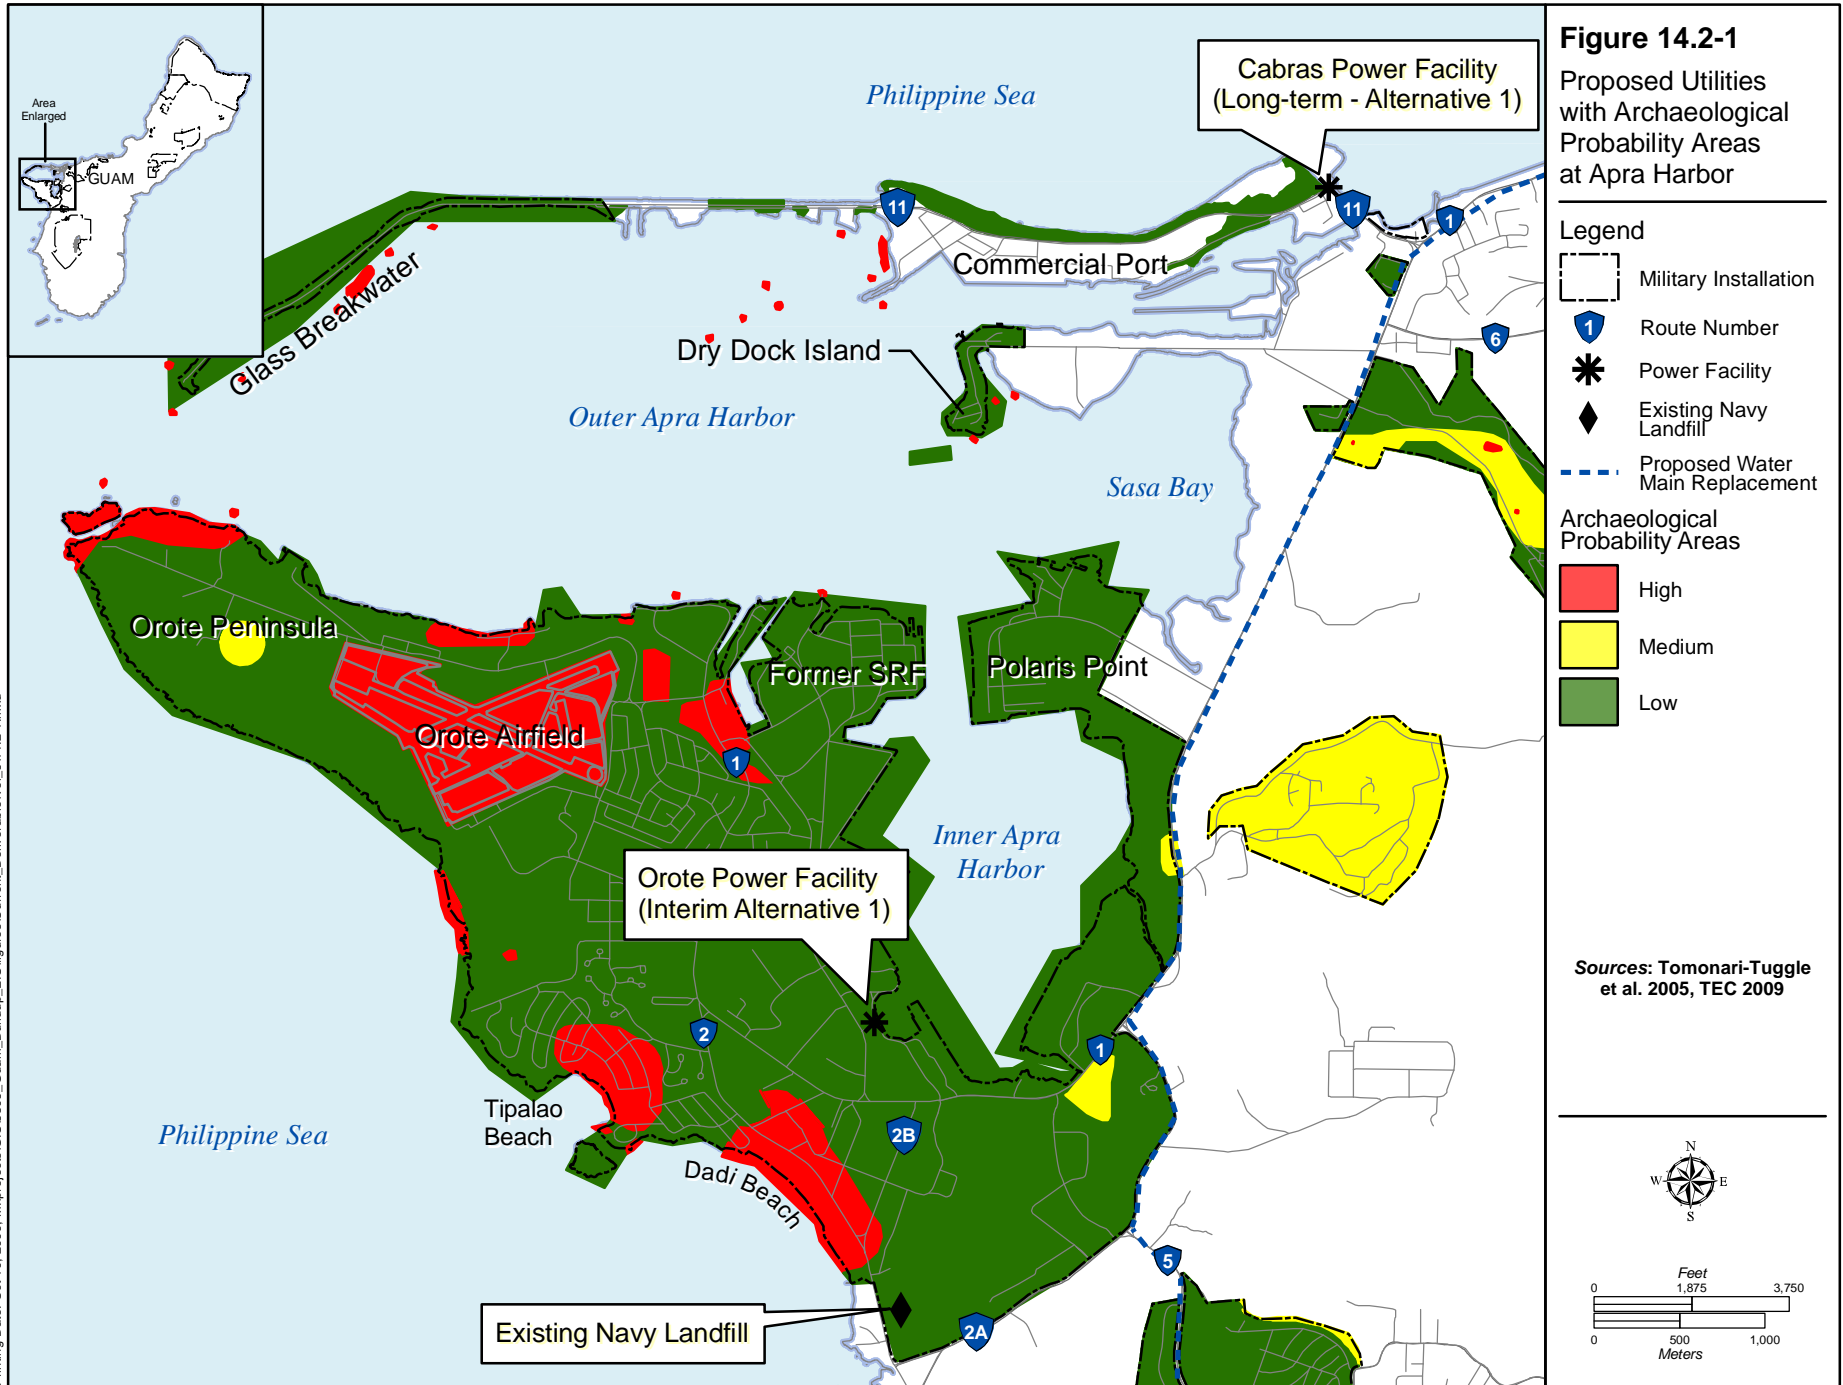 Area
Enlarged
GUAM
Philippine Sea
Cabras Power Facility
(Long-term - Alternative 1)
11
11
1
Commercial Port
Glass Breakwater
Dry Dock Island
6
Outer Apra Harbor
Sasa Bay
Orote Peninsula
Former SRF
Polaris Point
Orote Airfield
1
Inner Apra
Harbor
Orote Power Facility
(Interim Alternative 1)
2
1
Tipalao
Beach
Philippine Sea
2B
Dadi Beach
5
Existing Navy Landfill
2A
Figure 14.2-1
Proposed Utilities
with Archaeological
Probability Areas
at Apra Harbor
Legend
Military Installation
1
Route Number
Power Facility
Existing Navy
Landfill
Proposed Water
Main Replacement
Archaeological
Probability Areas
High
Medium
Low
Sources: Tomonari-Tuggle
et al. 2005, TEC 2009
N
W
E
S
Feet
0
1,875
3,750
0
500
1,000
Meters